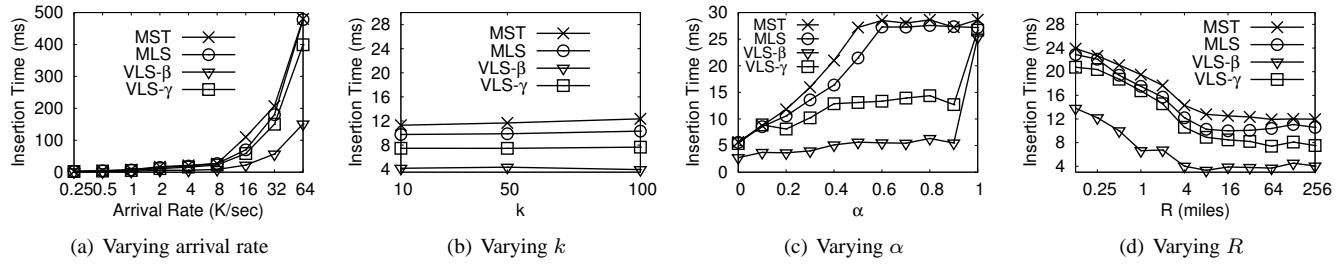 Insertion Time (ms)
500
400
300
200
100
0
MST
MLS
VLS-β
VLS-γ
0.25 0.5 1 2 4 8 16 32 64
Arrival Rate (K/sec)
(a) Varying arrival rate
Insertion Time (ms)
28
24
20
16
12
8
4
MST
MLS
VLS-β
VLS-γ
10 50 100
k
(b) Varying k
Insertion Time (ms)
30
25
20
15
10
5
0
MST
MLS
VLS-β
VLS-γ
0 0.2 0.4 0.6 0.8 1
α
(c) Varying α
Insertion Time (ms)
28
24
20
16
12
8
4
MST
MLS
VLS-β
VLS-γ
0.25 1 4 16 64 256
R (miles)
(d) Varying R